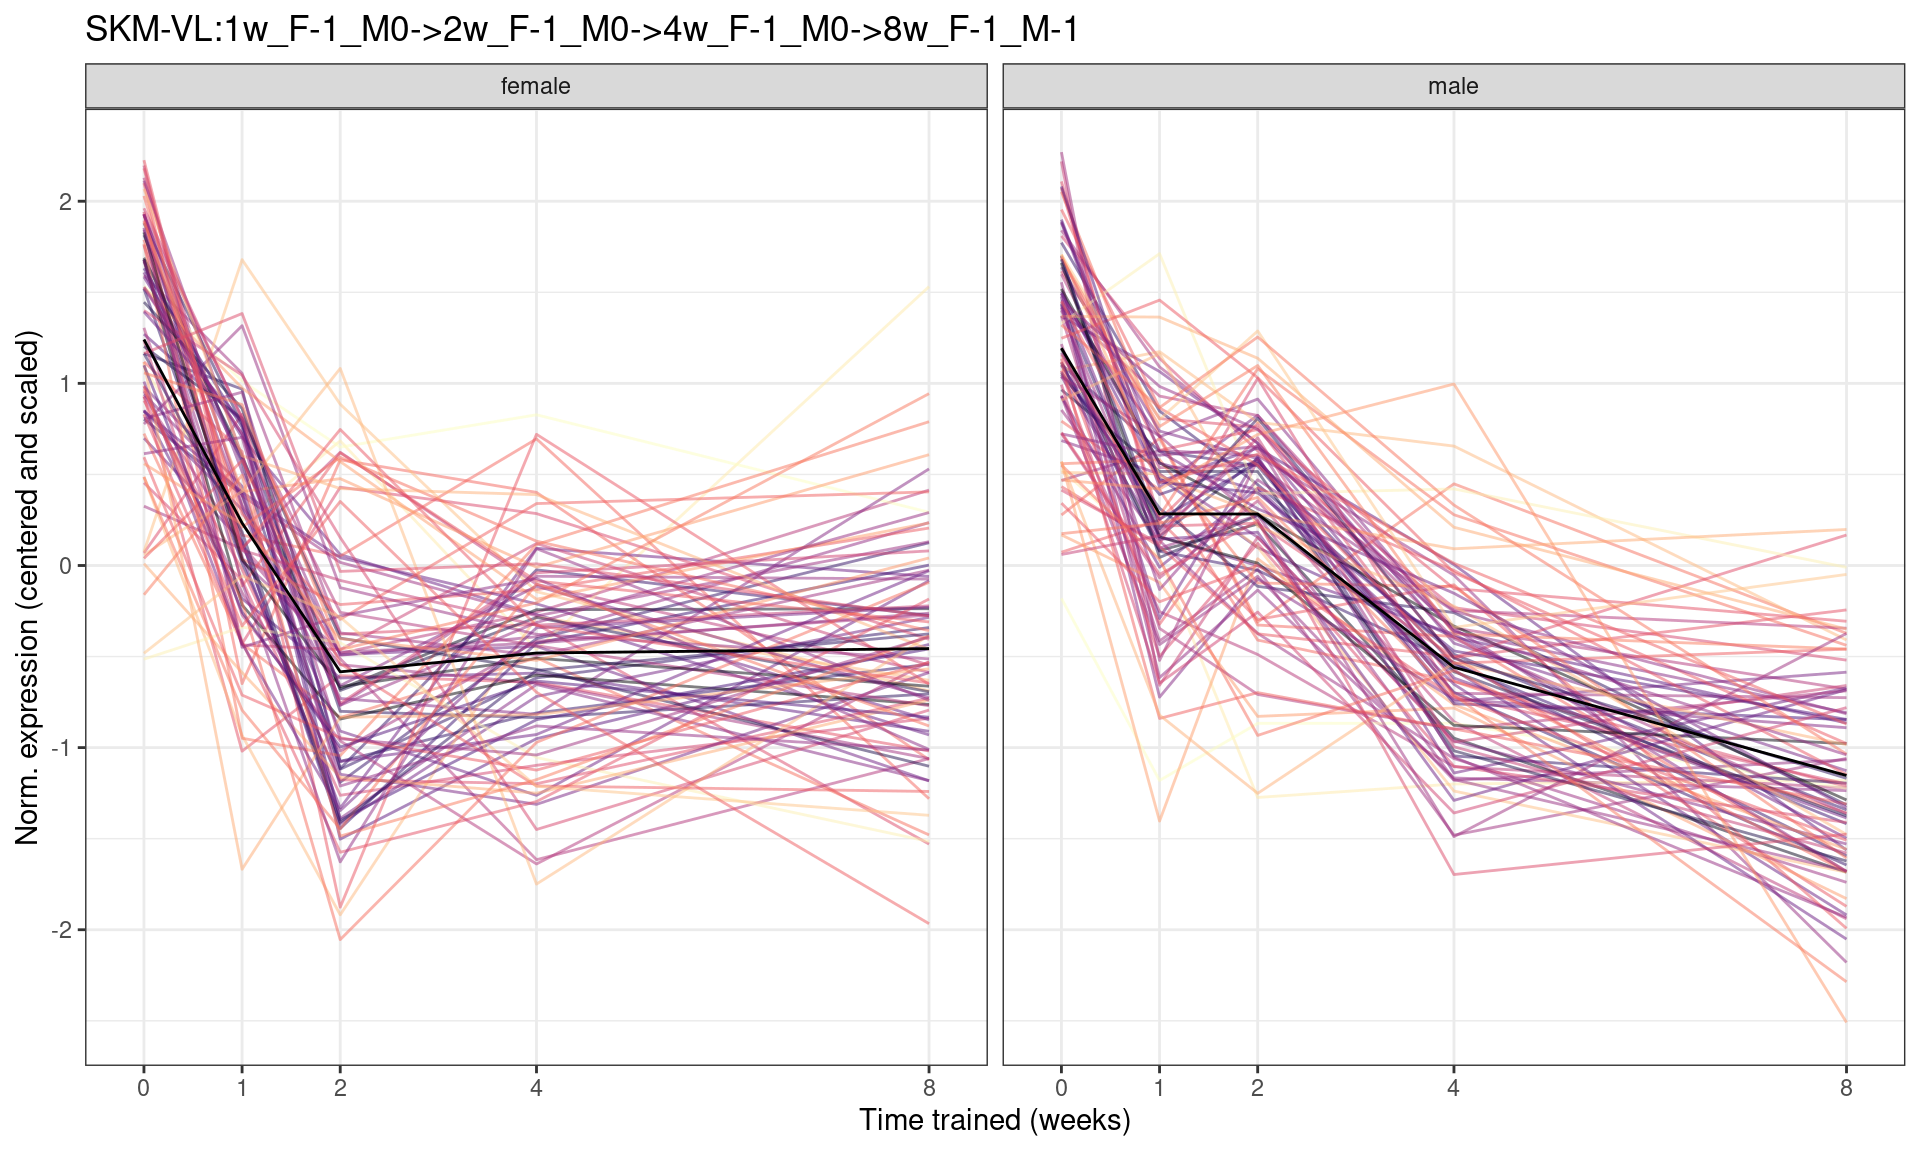 SKM-VL:1w_F-1_M0->2w_F-1_M0->4w_F-1_M0->8w_F-1_M-1
female male
Norm. expression (centered and scaled)
2
1
0
-1
-2
0 1 2 4 8 0 1 2 4 8
Time trained (weeks)